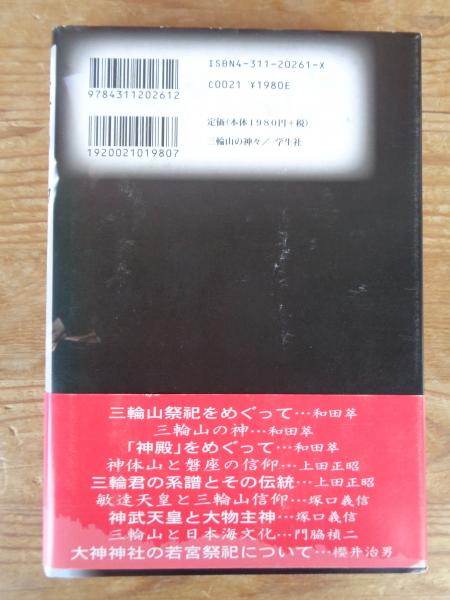 ISBN4-311-20261-X
C0021 ¥1980E
9784311202612
定価(本体1980円+税)
三輪山の神々/学生社
1920021019807
三輪山祭祀をめぐって…和田萃
三輪山の神…和田萃
「神殿」をめぐって…和田萃
神体山と磐座の信仰…上田正昭
三輪君の系譜とその伝統…上田正昭
敏達天皇と三輪山信仰…塚口義信
神武天皇と大物主神…塚口義信
三輪山と日本海文化…門脇禎二
大神神社の若宮祭祀について…櫻井治男